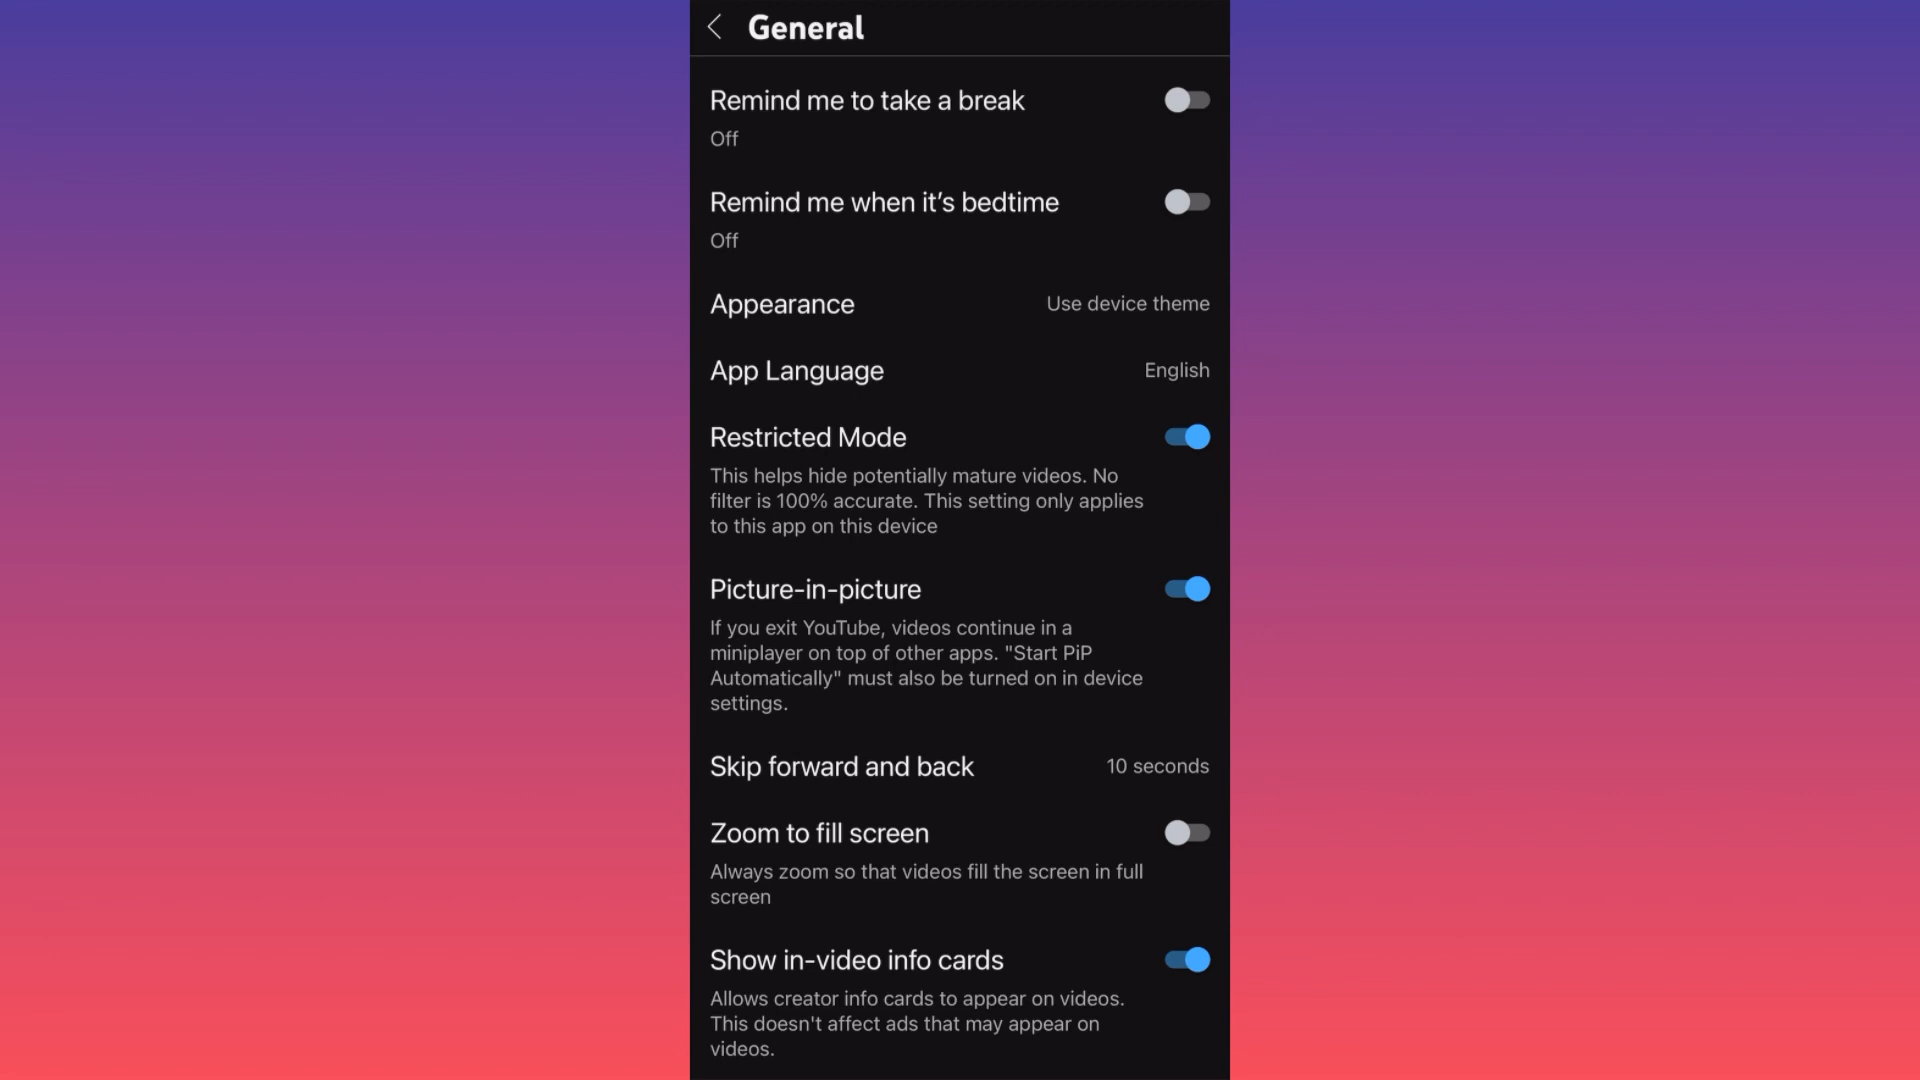 General
Remind me to take a break
Off
Remind me when it’s bedtime
Off
Appearance Use device theme
App Language English
Restricted Mode
This helps hide potentially mature videos. No
filter is 100% accurate. This setting only applies
to this app on this device
Picture-in-picture
If you exit YouTube, videos continue in a
miniplayer on top of other apps. "Start PiP
Automatically" must also be turned on in device
settings.
Skip forward and back 10 seconds
Zoom to fill screen
Always zoom so that videos fill the screen in full
screen
Show in-video info cards
Allows creator info cards to appear on videos.
This doesn't affect ads that may appear on
videos.